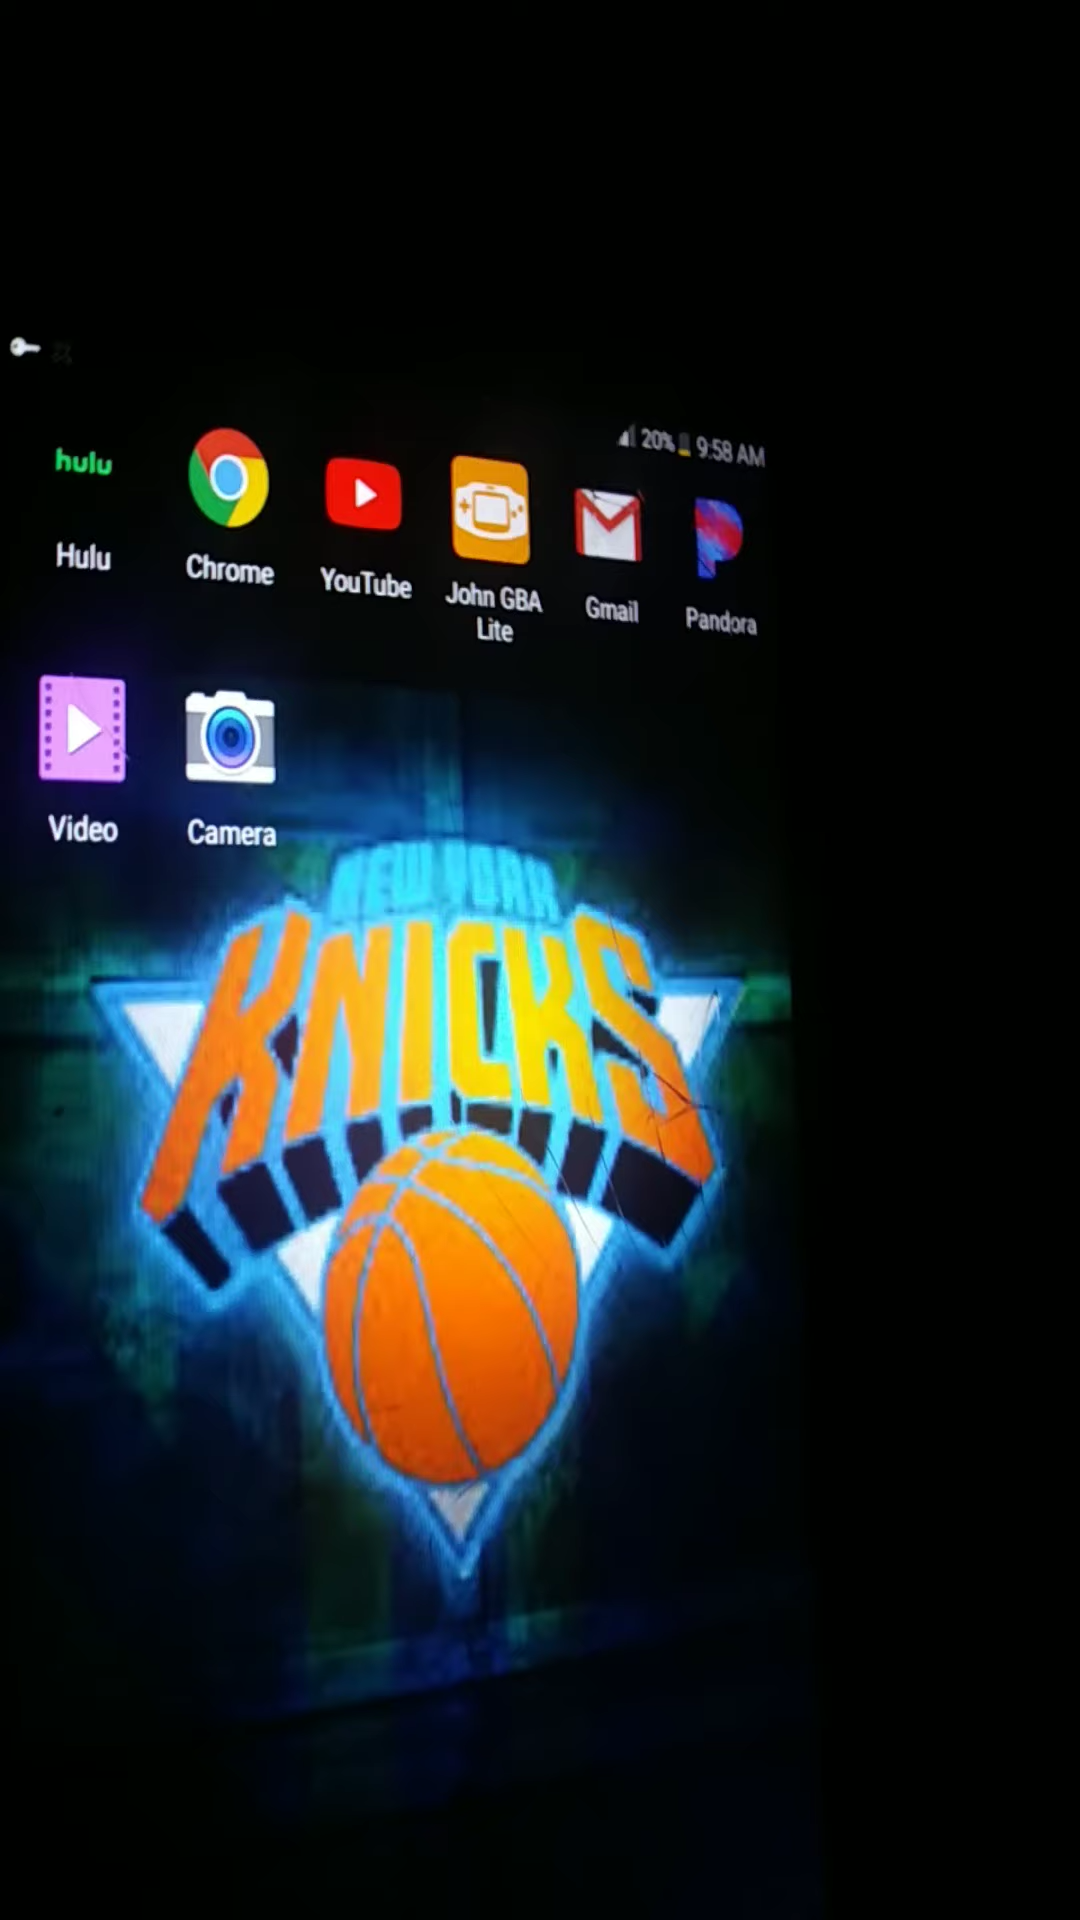 20% 9:58 AM
hulu
Hulu
Chrome
YouTube
John GBA
Lite
Gmail
Pandora
Video
Camera
NEW YORK
KNICKS